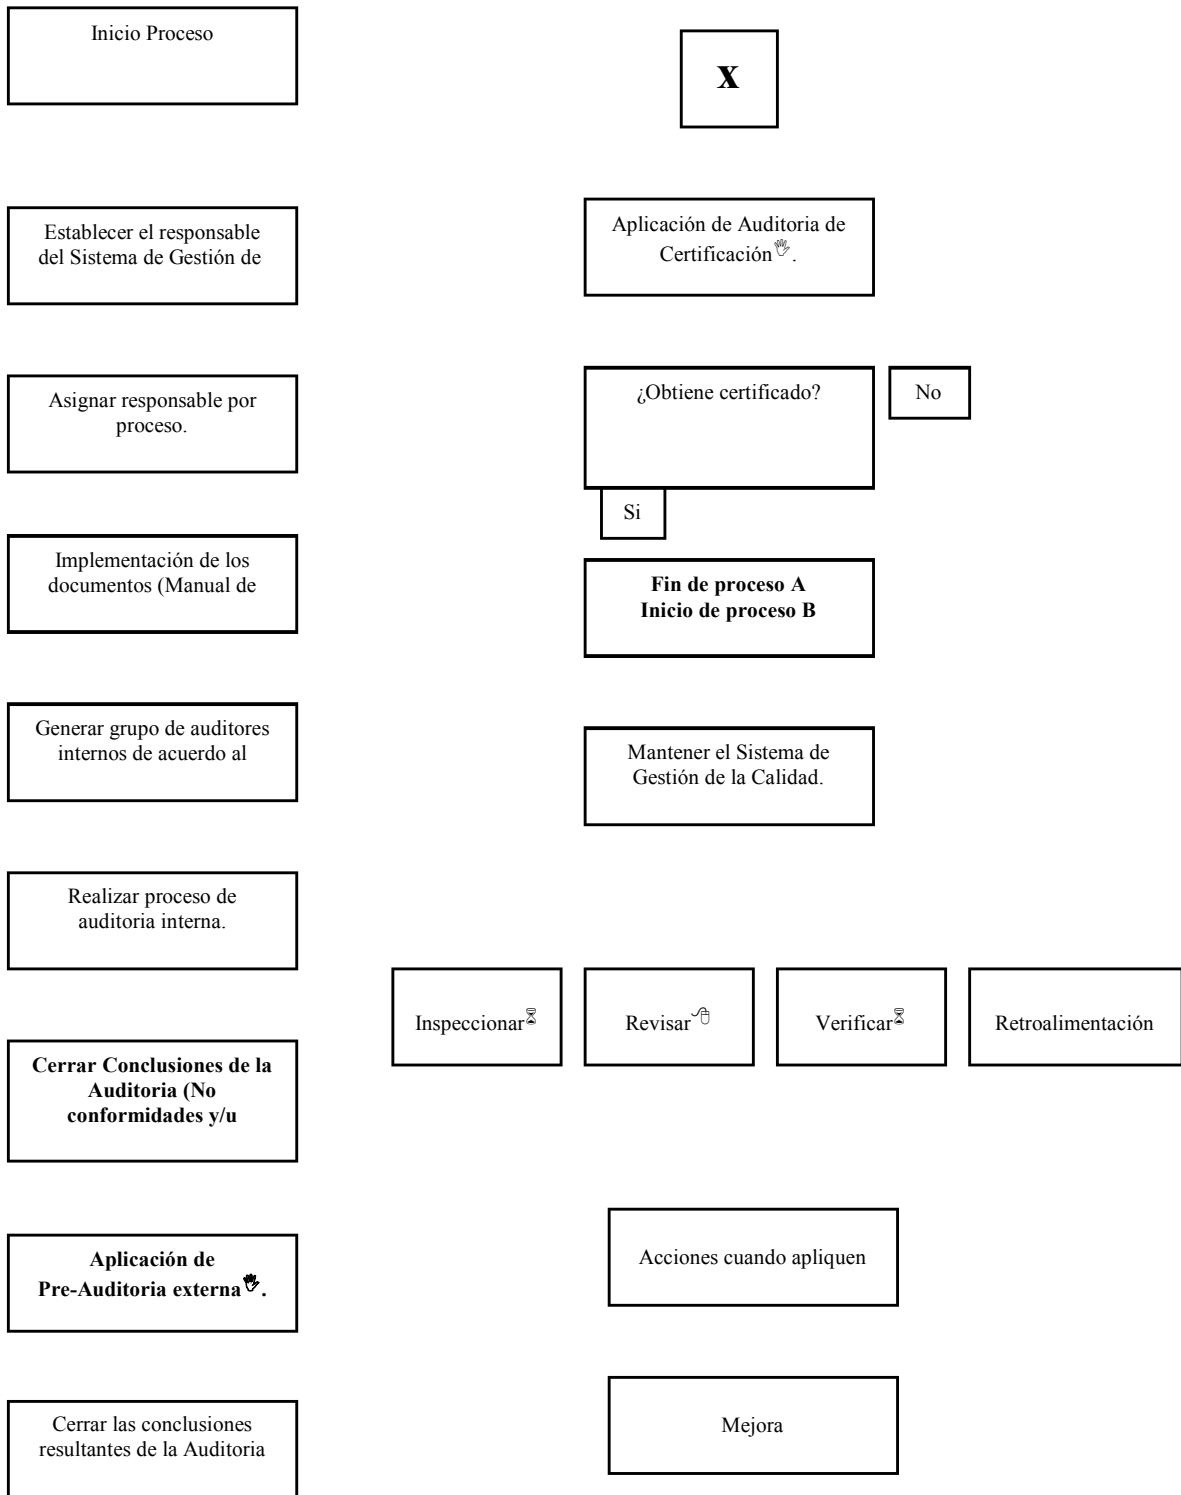 Inicio Proceso
Establecer el responsable
del Sistema de Gestión de
Asignar responsable por
proceso.
Implementación de los
documentos (Manual de
Generar grupo de auditores
internos de acuerdo al
Realizar proceso de
auditoria interna.
Cerrar Conclusiones de la
Auditoria (No
conformidades y/u
Aplicación de
Pre-Auditoria externa.
Cerrar las conclusiones
resultantes de la Auditoria
X
Aplicación de Auditoria de
Certificación.
¿Obtiene certificado?
No
Si
Fin de proceso A
Inicio de proceso B
Mantener el Sistema de
Gestión de la Calidad.
Inspeccionar
Revisar
Verificar
Retroalimentación
Acciones cuando apliquen
Mejora